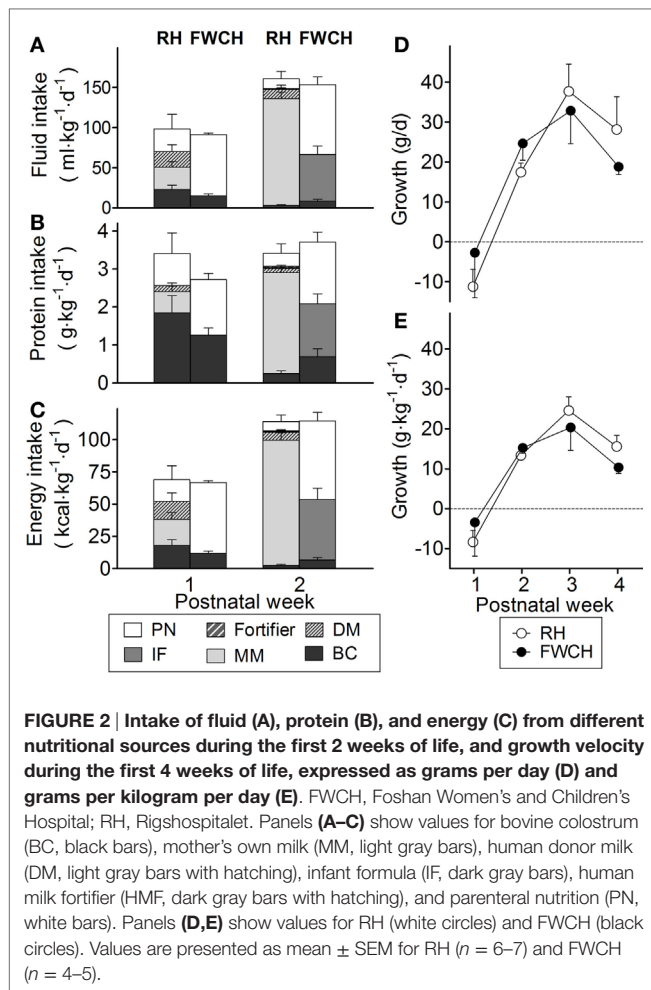 A
RH FWCH RH FWCH
150
100
50
0
Fluid intake
( ml·kg⁻¹·d⁻¹ )
B
4
3
2
1
0
Protein intake
( g·kg⁻¹·d⁻¹ )
C
100
75
50
25
0
Energy intake
( kcal·kg⁻¹·d⁻¹ )
1 2
Postnatal week
PN Fortifier DM
IF MM BC
D
40
30
20
10
0
-10
Growth (g/d)
E
40
30
20
10
0
-10
Growth (g·kg⁻¹·d⁻¹)
1 2 3 4
Postnatal week
RH
FWCH
FIGURE 2 | Intake of fluid (A), protein (B), and energy (C) from different
nutritional sources during the first 2 weeks of life, and growth velocity
during the first 4 weeks of life, expressed as grams per day (D) and
grams per kilogram per day (E). FWCH, Foshan Women's and Children's
Hospital; RH, Rigshospitalet. Panels (A–C) show values for bovine colostrum
(BC, black bars), mother's own milk (MM, light gray bars), human donor milk
(DM, light gray bars with hatching), infant formula (IF, dark gray bars), human
milk fortifier (HMF, dark gray bars with hatching), and parenteral nutrition (PN,
white bars). Panels (D,E) show values for RH (white circles) and FWCH (black
circles). Values are presented as mean ± SEM for RH (n = 6–7) and FWCH
(n = 4–5).